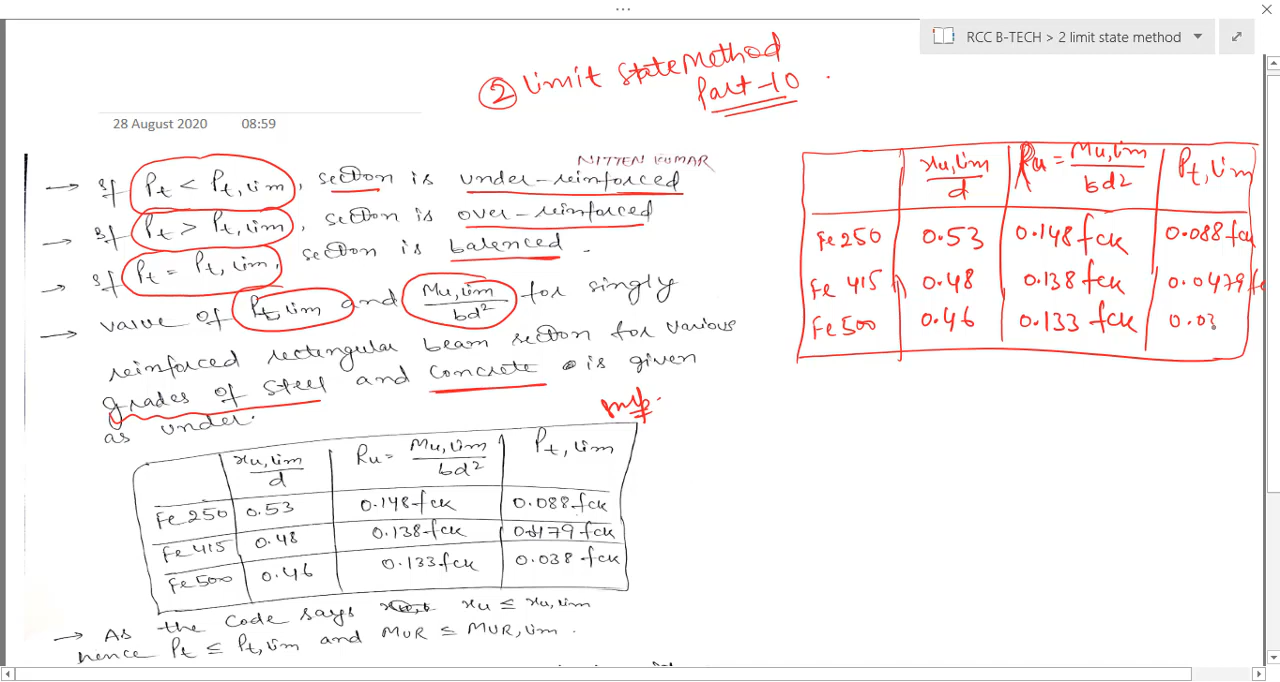 RCC B-TECH > 2 limit state method
② Limit State Method
Part-10
28 August 2020 08:59
NITTEN KUMAR
→ If Pt < Pt,lim, section is under-reinforced
→ If Pt > Pt,lim, section is over-reinforced
→ If Pt = Pt,lim, section is balenced.
→ value of Pt,lim and Mu,lim/bd² for singly
reinforced rectengular beam section for various
grades of steel and concrete is given
as under.
Imp.
xu,lim/d Ru = Mu,lim/bd² Pt,lim
Fe 250 0.53 0.148 fck 0.088 fck
Fe 415 0.48 0.138 fck fck
Fe 500 0.46 0.133 fck 0.038 fck
→ As the code says xu ≤ xu,lim
hence Pt ≤ Pt,lim and MUR ≤ MUR,lim.
xu,lim/d Ru = Mu,lim/bd² Pt,lim
Fe 250 0.53 0.148 fck 0.088 fck
Fe 415 0.48 0.138 fck 0.0479 f
Fe 500 0.46 0.133 fck 0.03